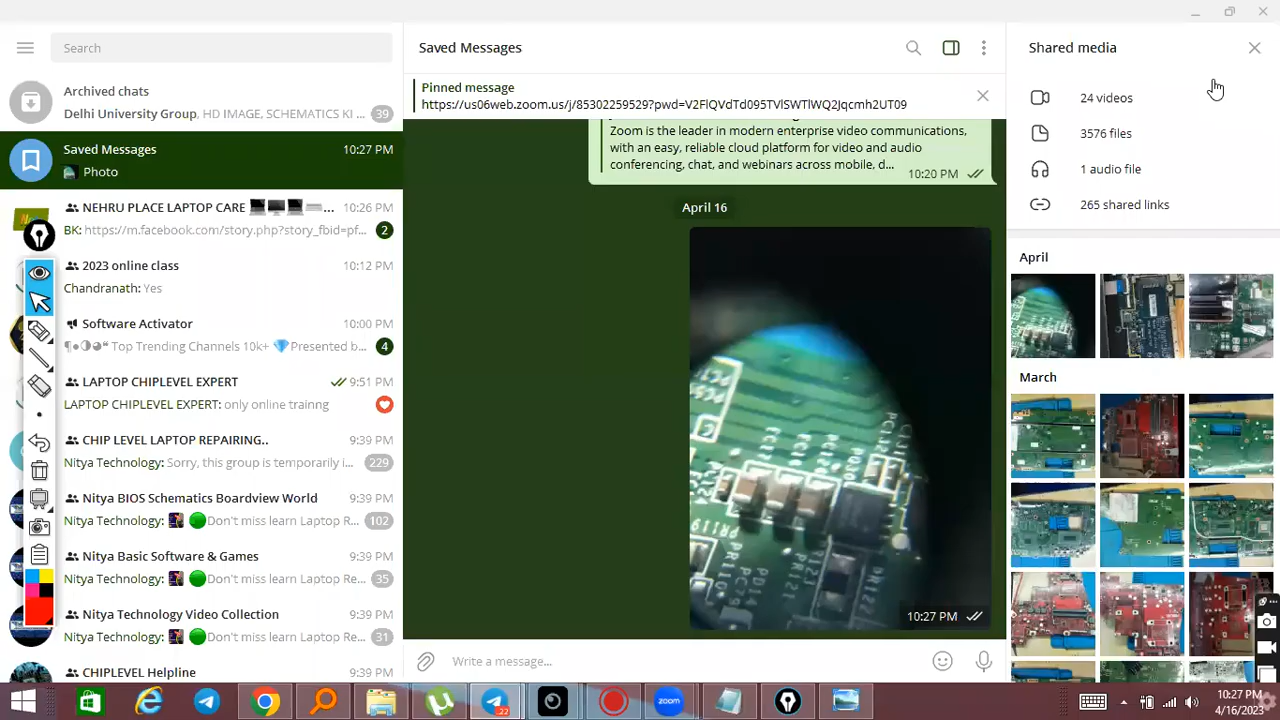 Search
Archived chats
Delhi University Group, HD IMAGE, SCHEMATICS KI ... 39
Saved Messages 10:27 PM
Photo
NEHRU PLACE LAPTOP CARE 💻🖥💻⌨... 10:26 PM
BK: https://m.facebook.com/story.php?story_fbid=pf... 2
2023 online class 10:12 PM
Chandranath: Yes
Software Activator 10:00 PM
¶●◑◕❝ Top Trending Channels 10k+ 💎Presented b... 4
LAPTOP CHIPLEVEL EXPERT 9:51 PM
LAPTOP CHIPLEVEL EXPERT: only online trainng
CHIP LEVEL LAPTOP REPAIRING.. 9:39 PM
Nitya Technology: Sorry, this group is temporarily i... 229
Nitya BIOS Schematics Boardview World 9:39 PM
Nitya Technology: 🟢Don't miss learn Laptop R... 102
Nitya Basic Software & Games 9:39 PM
Nitya Technology: 🟢Don't miss learn Laptop Re... 35
Nitya Technology Video Collection 9:39 PM
Nitya Technology: 🟢Don't miss learn Laptop Re... 31
CHIPLEVEL Helpline 9:39 PM
Saved Messages
Pinned message
https://us06web.zoom.us/j/85302259529?pwd=V2FlQVdTd095TVlSWTlWQ2Jqcmh2UT09
Zoom is the leader in modern enterprise video communications,
with an easy, reliable cloud platform for video and audio
conferencing, chat, and webinars across mobile, d...
10:20 PM
April 16
10:27 PM
Write a message...
Shared media
24 videos
3576 files
1 audio file
265 shared links
April
March
22
zoom
10:27 PM
4/16/2023